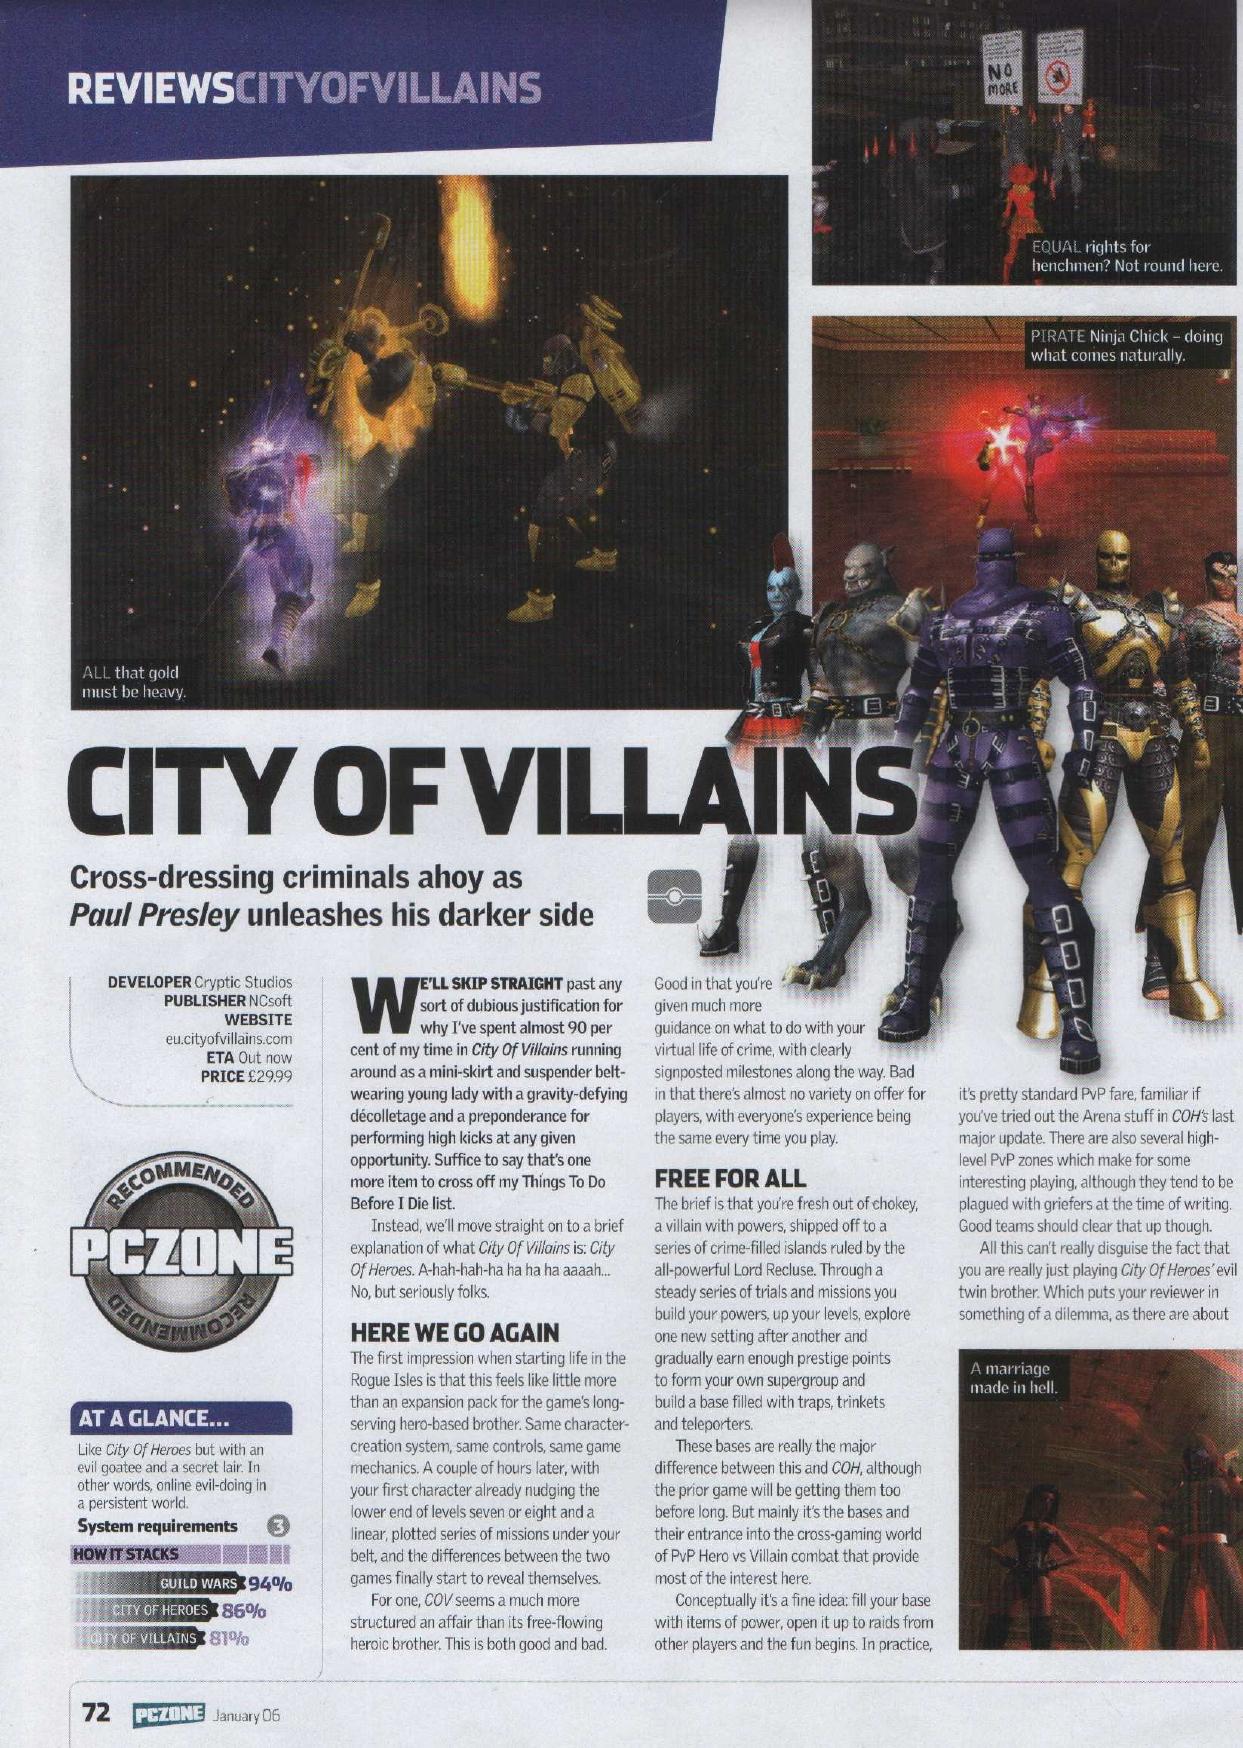 REVIEWSCITYOFVILLAINS
NO
MORE
EQUAL rights for
henchmen? Not round here.
PIRATE Ninja Chick – doing
what comes naturally.
ALL that gold
must be heavy.
CITY OF VILLAINS
Cross-dressing criminals ahoy as
Paul Presley unleashes his darker side
DEVELOPER Cryptic Studios
PUBLISHER NCsoft
WEBSITE
eu.cityofvillains.com
ETA Out now
PRICE £29.99
RECOMMENDED
PCZONE
RECOMMENDED
AT A GLANCE...
Like City Of Heroes but with an
evil goatee and a secret lair. In
other words, online evil-doing in
a persistent world.
System requirements 3
HOW IT STACKS
GUILD WARS 94%
CITY OF HEROES 86%
CITY OF VILLAINS 81%
WE'LL SKIP STRAIGHT past any
sort of dubious justification for
why I've spent almost 90 per
cent of my time in City Of Villains running
around as a mini-skirt and suspender belt-
wearing young lady with a gravity-defying
décolletage and a preponderance for
performing high kicks at any given
opportunity. Suffice to say that's one
more item to cross off my Things To Do
Before I Die list.
Instead, we'll move straight on to a brief
explanation of what City Of Villains is: City
Of Heroes. A-hah-hah-ha ha ha ha aaaah...
No, but seriously folks.
HERE WE GO AGAIN
The first impression when starting life in the
Rogue Isles is that this feels like little more
than an expansion pack for the game's long-
serving hero-based brother. Same character-
creation system, same controls, same game
mechanics. A couple of hours later, with
your first character already nudging the
lower end of levels seven or eight and a
linear, plotted series of missions under your
belt, and the differences between the two
games finally start to reveal themselves.
For one, COV seems a much more
structured an affair than its free-flowing
heroic brother. This is both good and bad.
Good in that you're
given much more
guidance on what to do with your
virtual life of crime, with clearly
signposted milestones along the way. Bad
in that there's almost no variety on offer for
players, with everyone's experience being
the same every time you play.
FREE FOR ALL
The brief is that you're fresh out of chokey,
a villain with powers, shipped off to a
series of crime-filled islands ruled by the
all-powerful Lord Recluse. Through a
steady series of trials and missions you
build your powers, up your levels, explore
one new setting after another and
gradually earn enough prestige points
to form your own supergroup and
build a base filled with traps, trinkets
and teleporters.
These bases are really the major
difference between this and COH, although
the prior game will be getting them too
before long. But mainly it's the bases and
their entrance into the cross-gaming world
of PvP Hero vs Villain combat that provide
most of the interest here.
Conceptually it's a fine idea: fill your base
with items of power, open it up to raids from
other players and the fun begins. In practice,
it's pretty standard PvP fare, familiar if
you've tried out the Arena stuff in COH's last
major update. There are also several high-
level PvP zones which make for some
interesting playing, although they tend to be
plagued with griefers at the time of writing.
Good teams should clear that up though.
All this can't really disguise the fact that
you are really just playing City Of Heroes' evil
twin brother. Which puts your reviewer in
something of a dilemma, as there are about
A marriage
made in hell.
72 PCZONE January 06